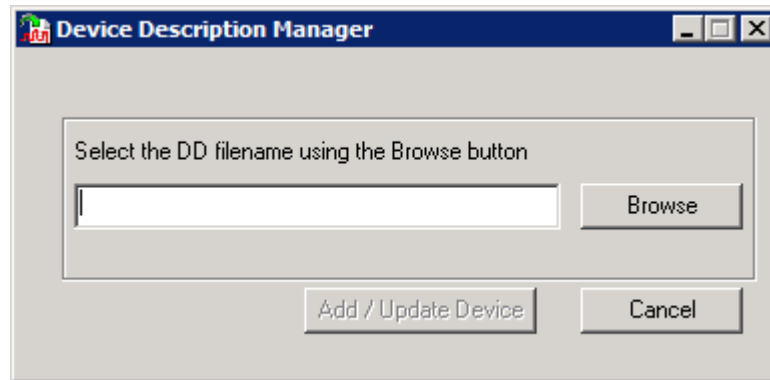 Device Description Manager
Select the DD filename using the Browse button
Browse
Add / Update Device
Cancel